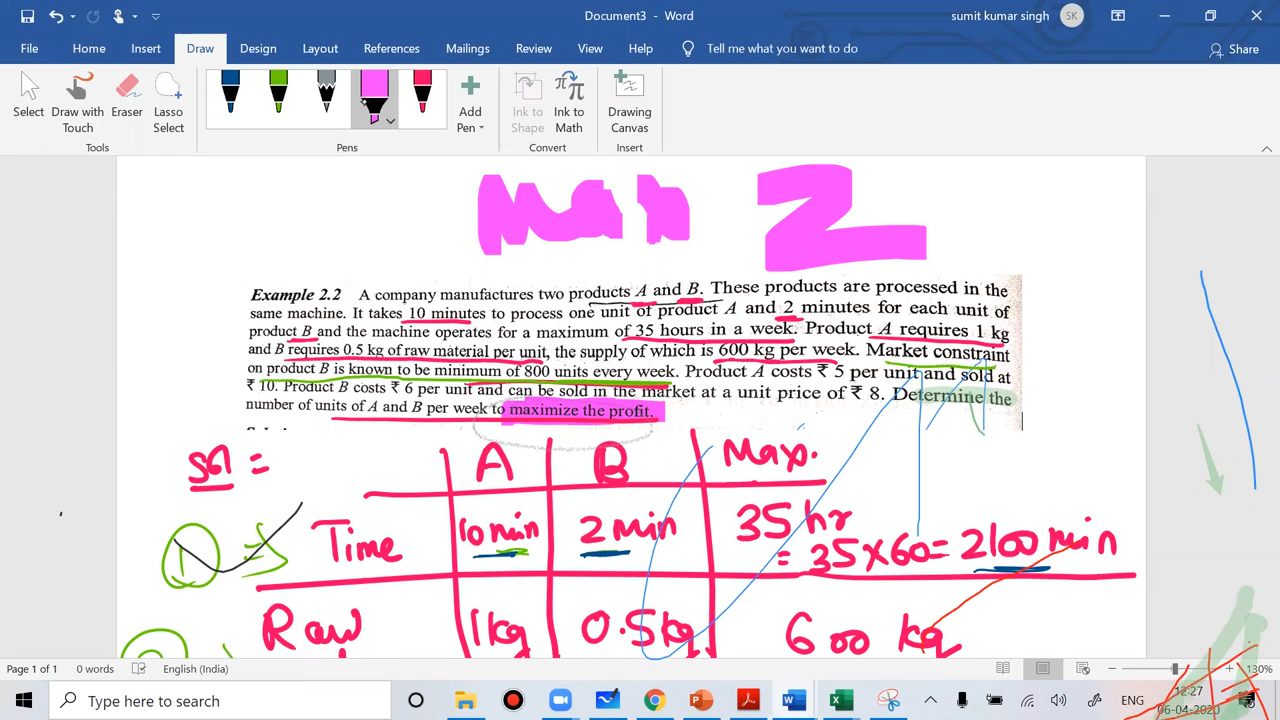 Document3 - Word
sumit kumar singh SK
File Home Insert Draw Design Layout References Mailings Review View Help Tell me what you want to do Share
Select Draw with Touch Eraser Lasso Select Add Pen Ink to Shape Ink to Math Drawing Canvas
Tools Pens Convert Insert
Max Z
Example 2.2 A company manufactures two products A and B. These products are processed in the
same machine. It takes 10 minutes to process one unit of product A and 2 minutes for each unit of
product B and the machine operates for a maximum of 35 hours in a week. Product A requires 1 kg
and B requires 0.5 kg of raw material per unit, the supply of which is 600 kg per week. Market constraint
on product B is known to be minimum of 800 units every week. Product A costs ₹ 5 per unit and sold at
₹ 10. Product B costs ₹ 6 per unit and can be sold in the market at a unit price of ₹ 8. Determine the
number of units of A and B per week to maximize the profit.
A B Max.
Time 10 min 2 min 35 hr
= 35×60= 2100 min
Raw 1kg 0.5kg 600 kg
Page 1 of 1 0 words English (India) 130%
Type here to search ENG 12:27
06-04-2020